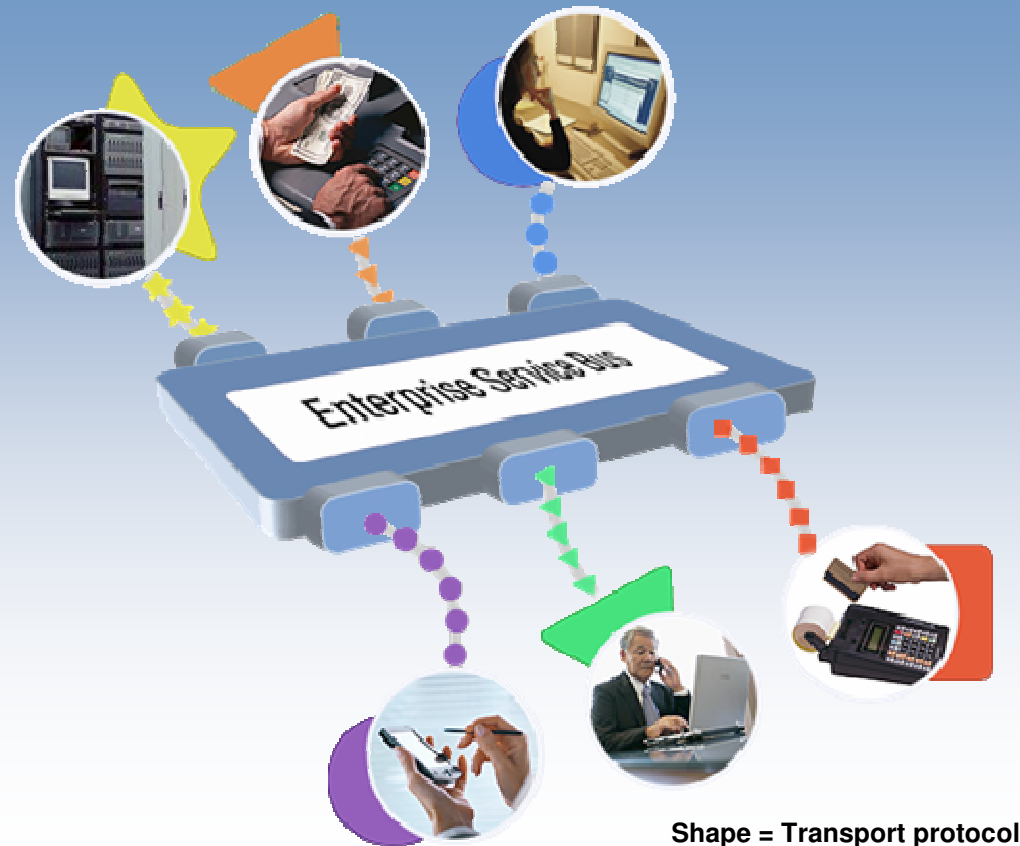 Enterprise Service Bus
Shape = Transport protocol